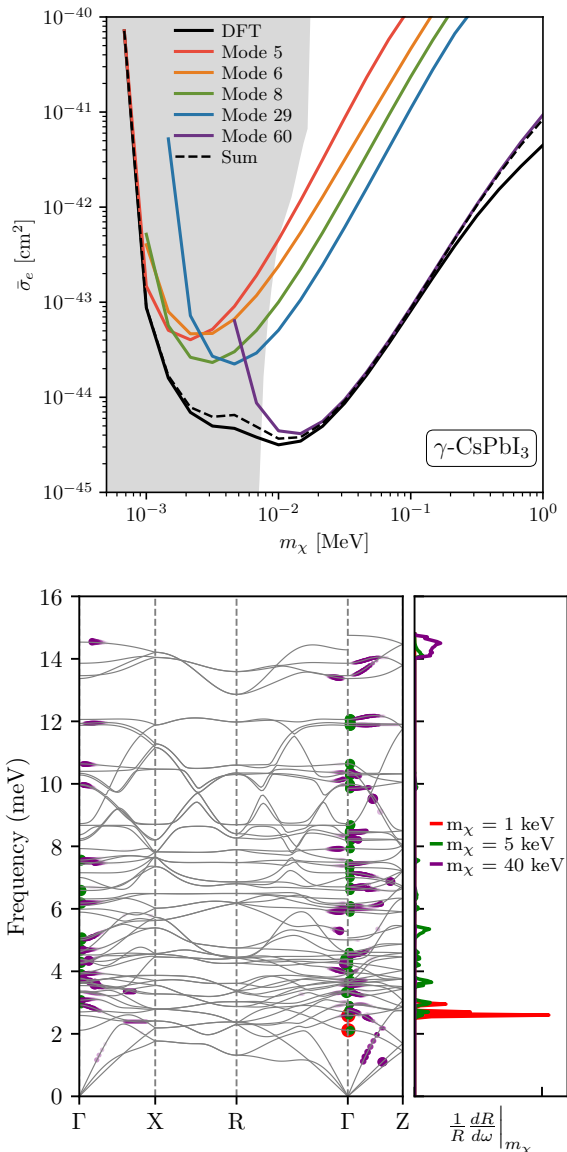 10⁻⁴⁰
10⁻⁴¹
10⁻⁴²
10⁻⁴³
10⁻⁴⁴
10⁻⁴⁵
σ̄ₑ [cm²]
DFT
Mode 5
Mode 6
Mode 8
Mode 29
Mode 60
Sum
γ-CsPbI₃
10⁻³ 10⁻² 10⁻¹ 10⁰
m_χ [MeV]
16
14
12
10
8
6
4
2
0
Frequency (meV)
m_χ = 1 keV
m_χ = 5 keV
m_χ = 40 keV
Γ X R Γ Z
1/R dR/dω |m_χ